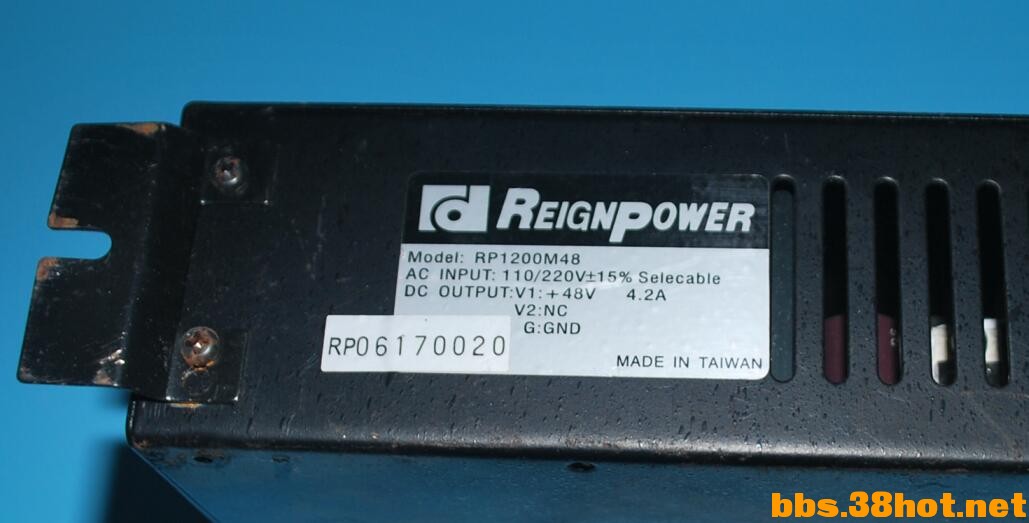 REIGNPOWER
Model: RP1200M48
AC INPUT: 110/220V±15% Selecable
DC OUTPUT:V1:+48V 4.2A
V2:NC
G:GND
RP06170020
MADE IN TAIWAN
bbs.38hot.net